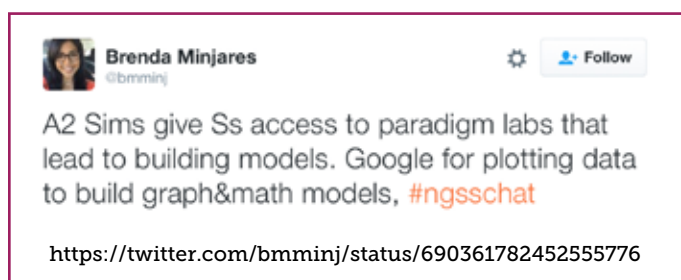 Brenda Minjares
@bmminj
Follow
A2 Sims give Ss access to paradigm labs that
lead to building models. Google for plotting data
to build graph&math models, #ngsschat
https://twitter.com/bmminj/status/690361782452555776